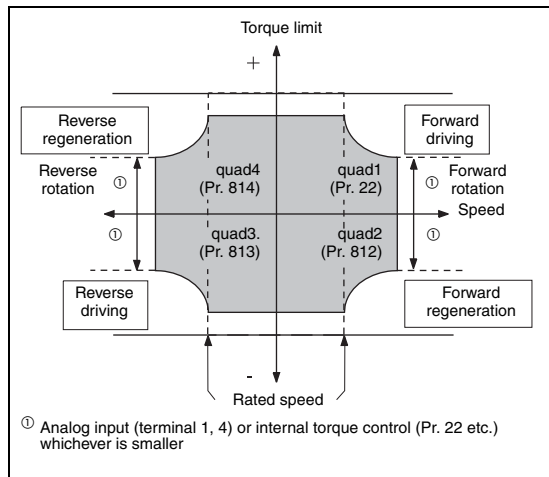 Torque limit
+
Reverse
regeneration
Forward
driving
Reverse
rotation
①
quad4
(Pr. 814)
quad1
(Pr. 22)
①
Forward
rotation
Speed
①
quad3.
(Pr. 813)
quad2
(Pr. 812)
①
Reverse
driving
Forward
regeneration
-
Rated speed
① Analog input (terminal 1, 4) or internal torque control (Pr. 22 etc.)
whichever is smaller